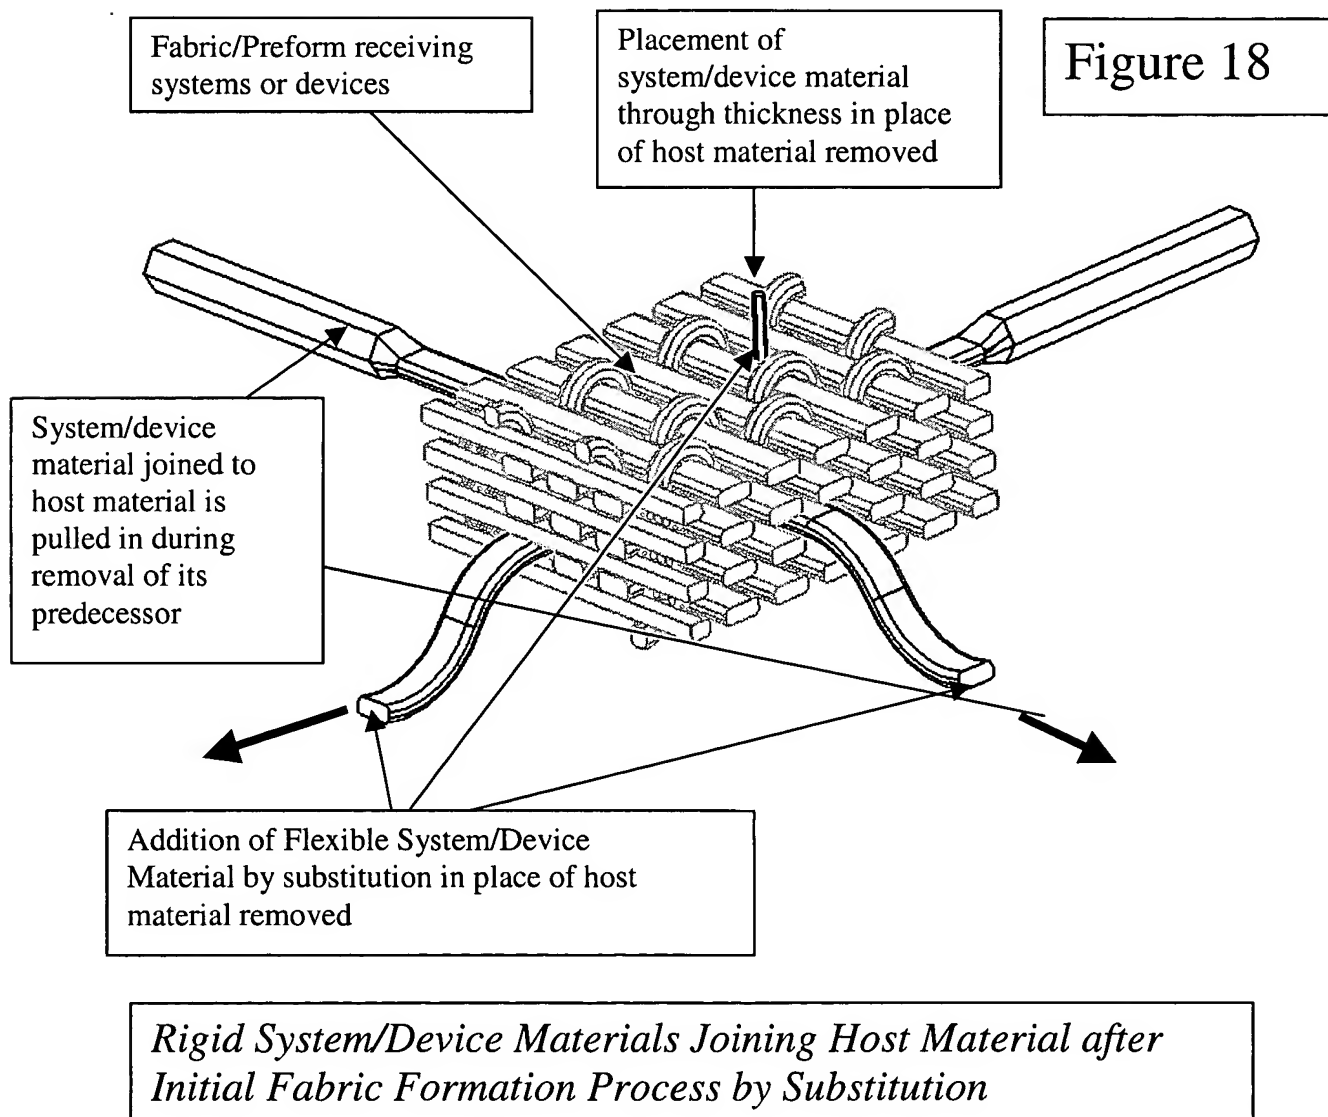 Fabric/Preform receiving
systems or devices
Placement of
system/device material
through thickness in place
of host material removed
Figure 18
System/device
material joined to
host material is
pulled in during
removal of its
predecessor
Addition of Flexible System/Device
Material by substitution in place of host
material removed
Rigid System/Device Materials Joining Host Material after
Initial Fabric Formation Process by Substitution